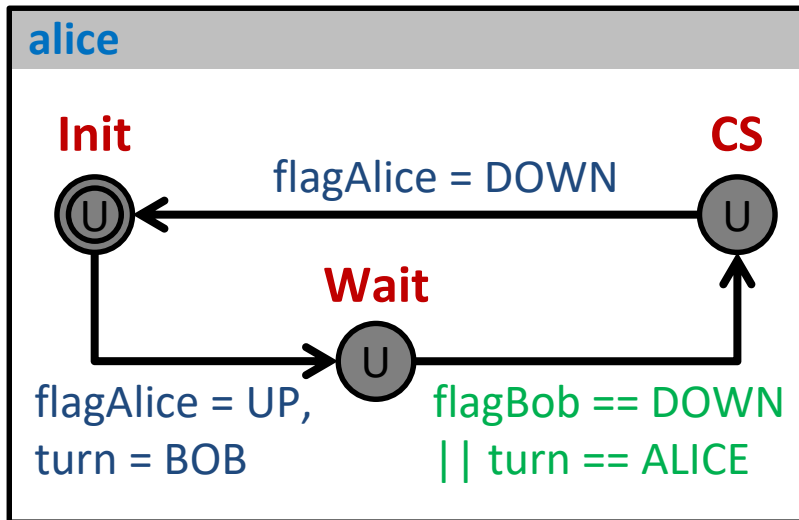 alice
Init
CS
flagAlice = DOWN
U
U
Wait
U
flagAlice = UP,
turn = BOB
flagBob == DOWN
|| turn == ALICE